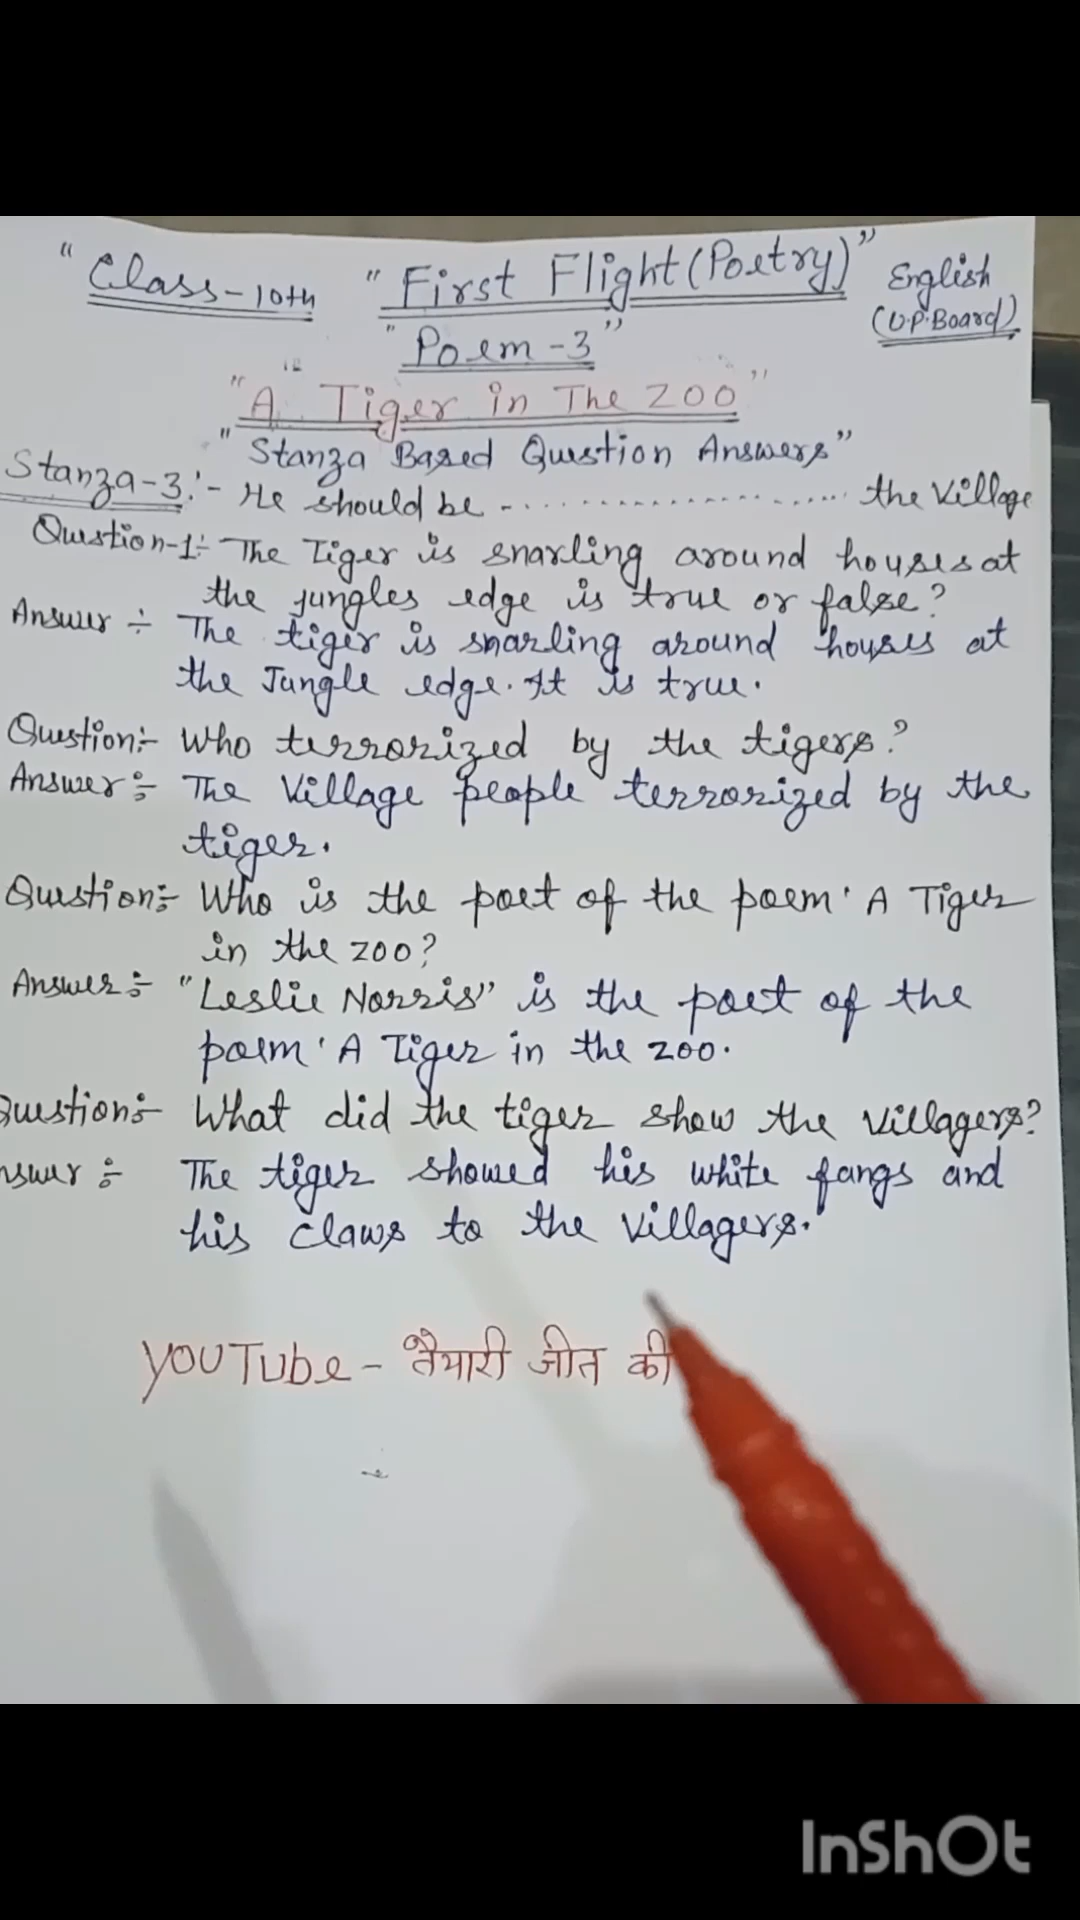 "Class-10th "First Flight (Poetry)" English
(U.P. Board)
"Poem-3"
"A Tiger in The Zoo"
"Stanza Based Question Answers"
Stanza-3:- He should be .................... the Village
Question-1:- The Tiger is snarling around houses at
the jungles edge is true or false?
Answer÷ The tiger is snarling around houses at
the Jungle edge. It is true.
Question:- Who terrorized by the tigers?
Answer:- The Village people terrorized by the
tiger.
Question:- Who is the poet of the poem 'A Tiger
in the zoo?
Answer:- "Leslie Norris" is the poet of the
poem 'A Tiger in the zoo.
Question:- What did the tiger show the Villagers?
nswer÷ The tiger showed his white fangs and
his claws to the Villagers.
YOUTube - तैयारी जीत की
InShOt